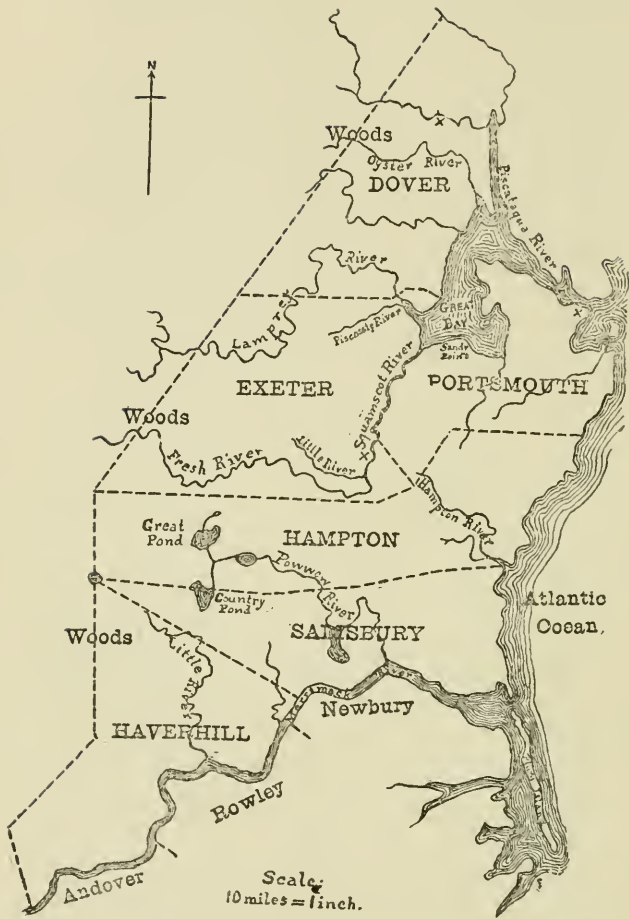 N
Woods
Oyster River
DOVER
Piscataqua River
River
Lamprey
GREAT
BAY
Piscatalp River
Sandy
Point
EXETER
Squamscot River
PORTSMOUTH
Woods
Fresh River
Little River
Hampton River
Great
Pond
HAMPTON
Powwow
River
Country
Pond
Atlantic
Ocean,
Woods
SALISBURY
Little
River
Merrimack River
Newbury
HAVERHILL
Rowley
Andover
Scale;
10 miles = 1 inch.